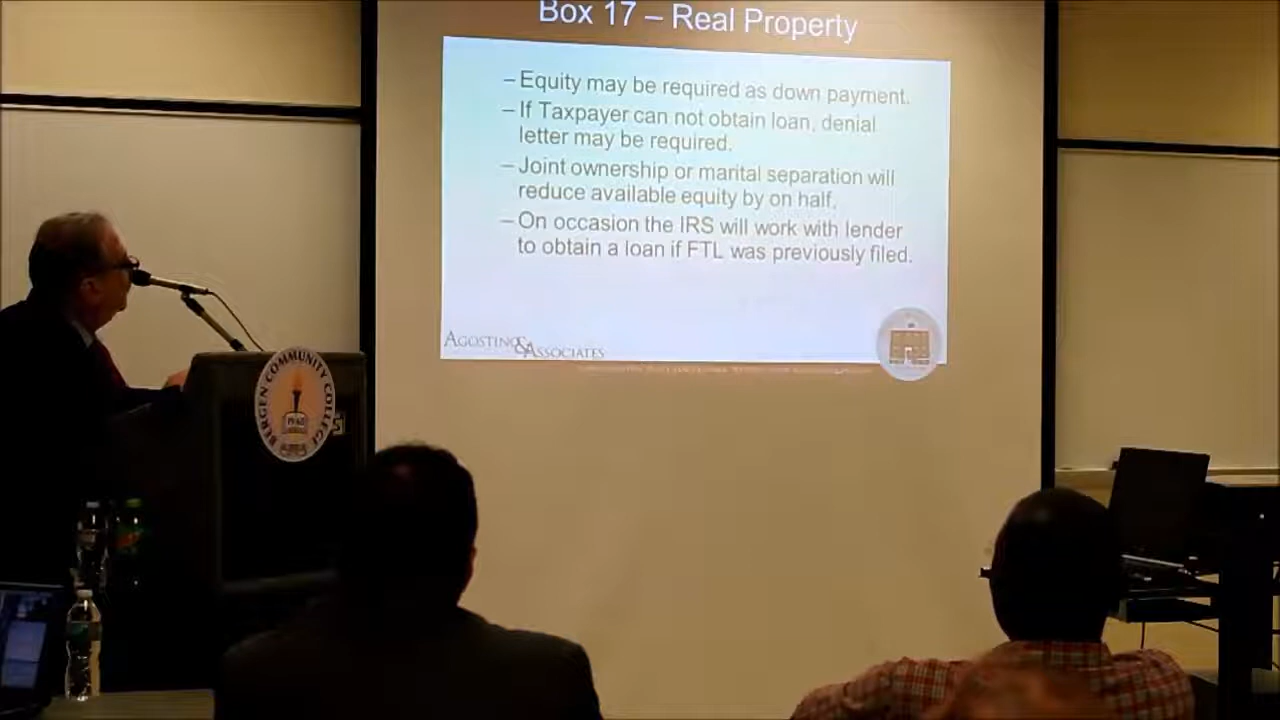 Box 17 – Real Property
– Equity may be required as down payment.
– If Taxpayer can not obtain loan, denial
letter may be required.
– Joint ownership or marital separation will
reduce available equity by on half.
– On occasion the IRS will work with lender
to obtain a loan if FTL was previously filed.
AGOSTINO & ASSOCIATES
BERGEN COMMUNITY COLLEGE